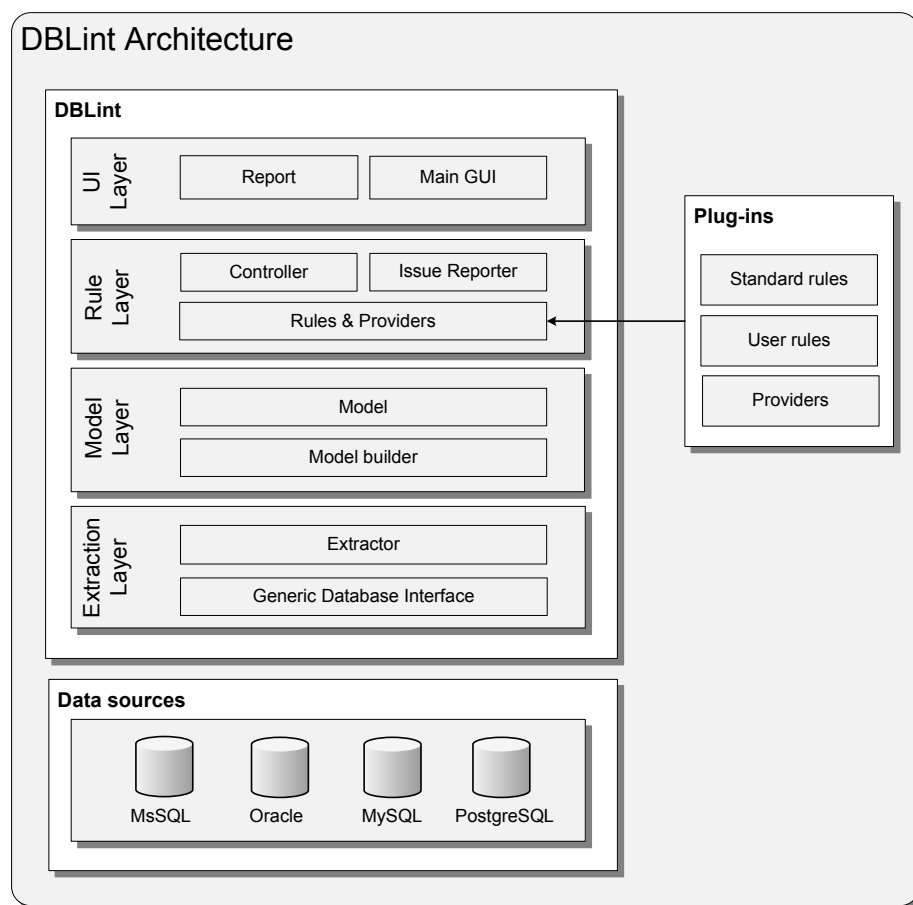 DBLint Architecture
DBLint
UI
Layer
Report
Main GUI
Rule
Layer
Controller
Issue Reporter
Rules & Providers
Model
Layer
Model
Model builder
Extraction
Layer
Extractor
Generic Database Interface
Plug-ins
Standard rules
User rules
Providers
Data sources
MsSQL
Oracle
MySQL
PostgreSQL